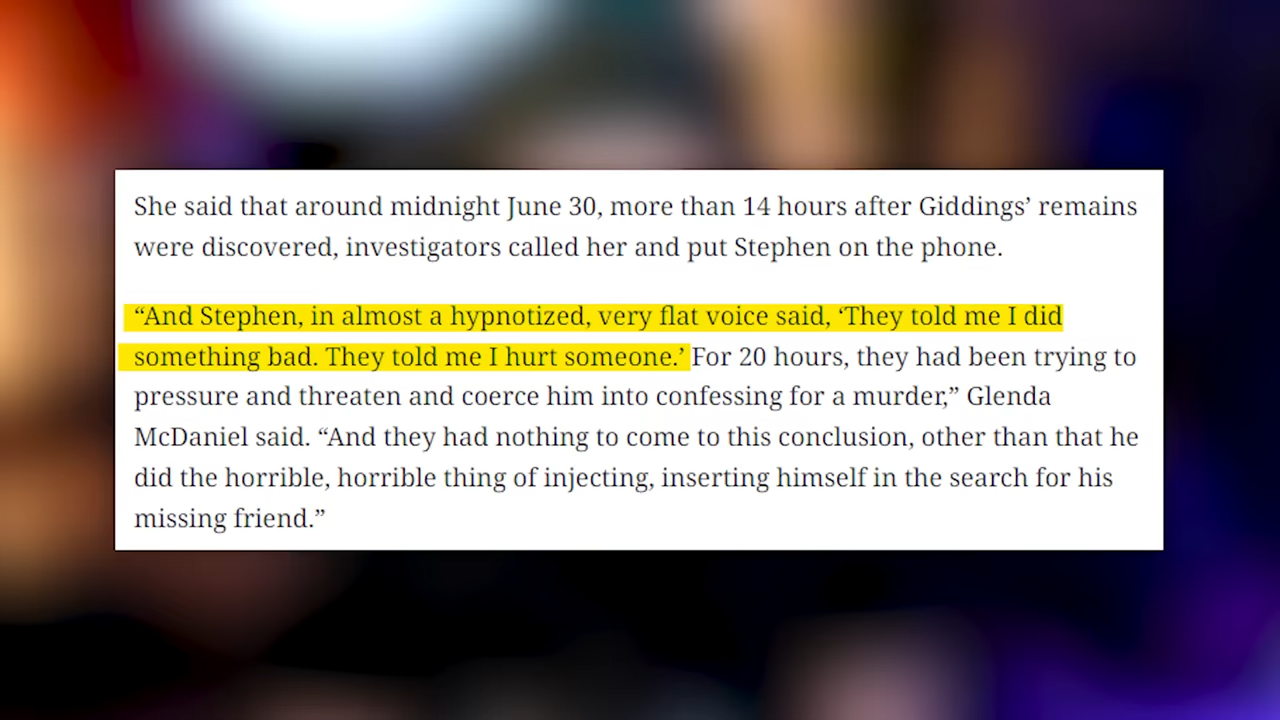 She said that around midnight June 30, more than 14 hours after Giddings’ remains
were discovered, investigators called her and put Stephen on the phone.
“And Stephen, in almost a hypnotized, very flat voice said, ‘They told me I did
something bad. They told me I hurt someone.’ For 20 hours, they had been trying to
pressure and threaten and coerce him into confessing for a murder,” Glenda
McDaniel said. “And they had nothing to come to this conclusion, other than that he
did the horrible, horrible thing of injecting, inserting himself in the search for his
missing friend.”